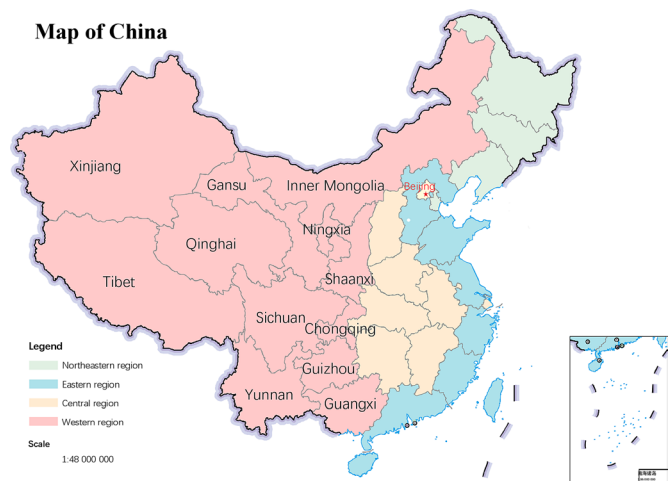 Map of China
Xinjiang
Gansu
Inner Mongolia
Beijing
Ningxia
Qinghai
Tibet
Shaanxi
Sichuan
Chongqing
Guizhou
Yunnan
Guangxi
Legend
Northeastern region
Eastern region
Central region
Western region
Scale
1:48 000 000